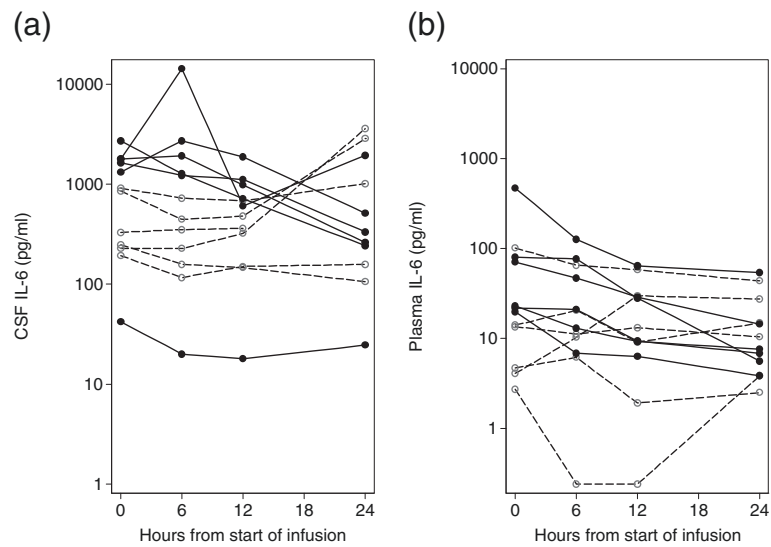 (a)
(b)
CSF IL-6 (pg/ml)
10000
1000
100
10
1
0 6 12 18 24
Hours from start of infusion
Plasma IL-6 (pg/ml)
10000
1000
100
10
1
0 6 12 18 24
Hours from start of infusion